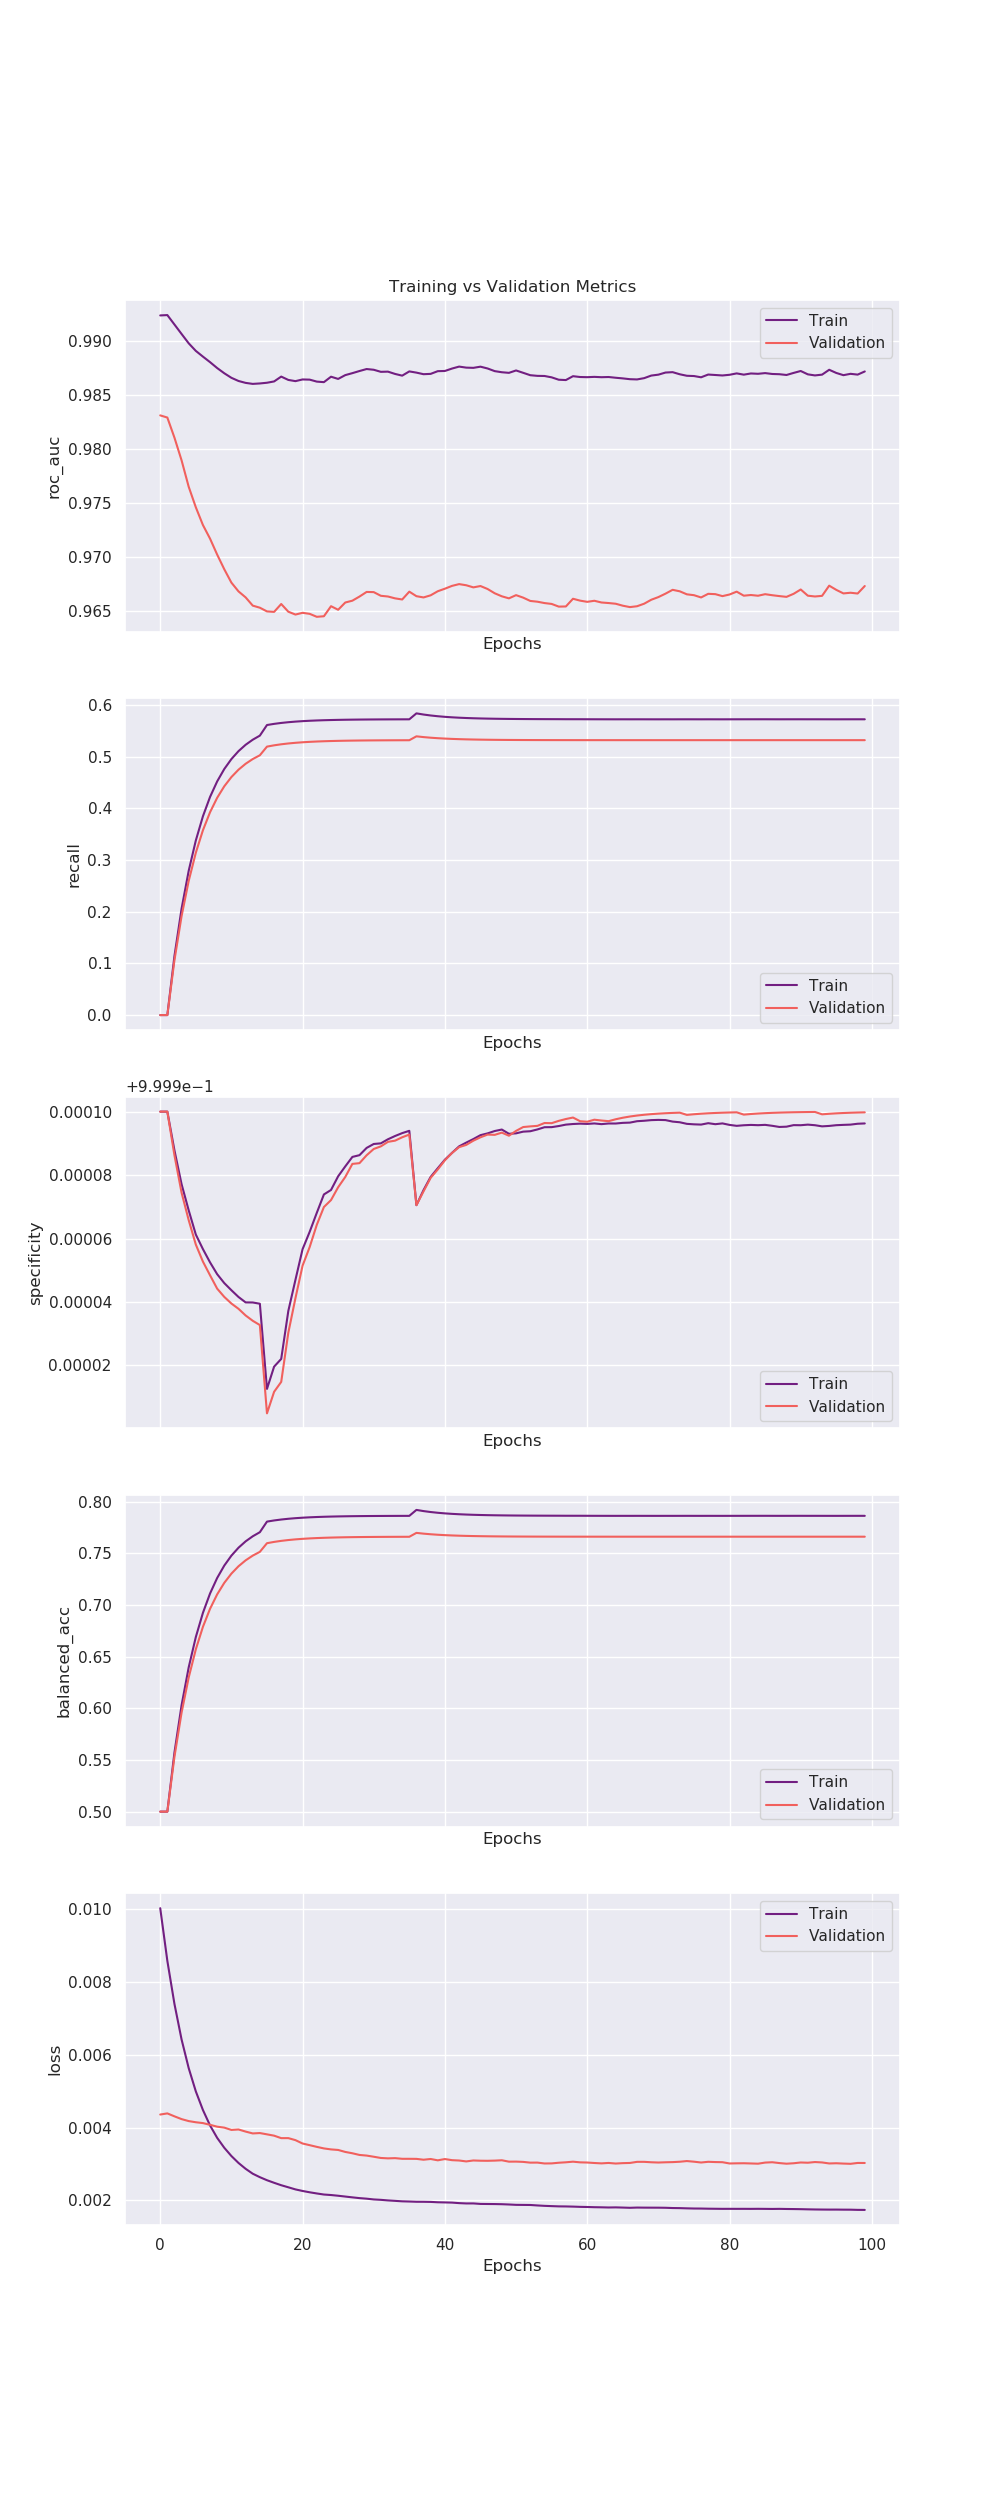 Training vs Validation Metrics
Train
Validation
0.990
0.985
0.980
0.975
0.970
0.965
roc_auc
Epochs
0.6
0.5
0.4
0.3
0.2
0.1
0.0
recall
Train
Validation
Epochs
+9.999e−1
0.00010
0.00008
0.00006
0.00004
0.00002
specificity
Train
Validation
Epochs
0.80
0.75
0.70
0.65
0.60
0.55
0.50
balanced_acc
Train
Validation
Epochs
Train
Validation
0.010
0.008
0.006
0.004
0.002
loss
0 20 40 60 80 100
Epochs